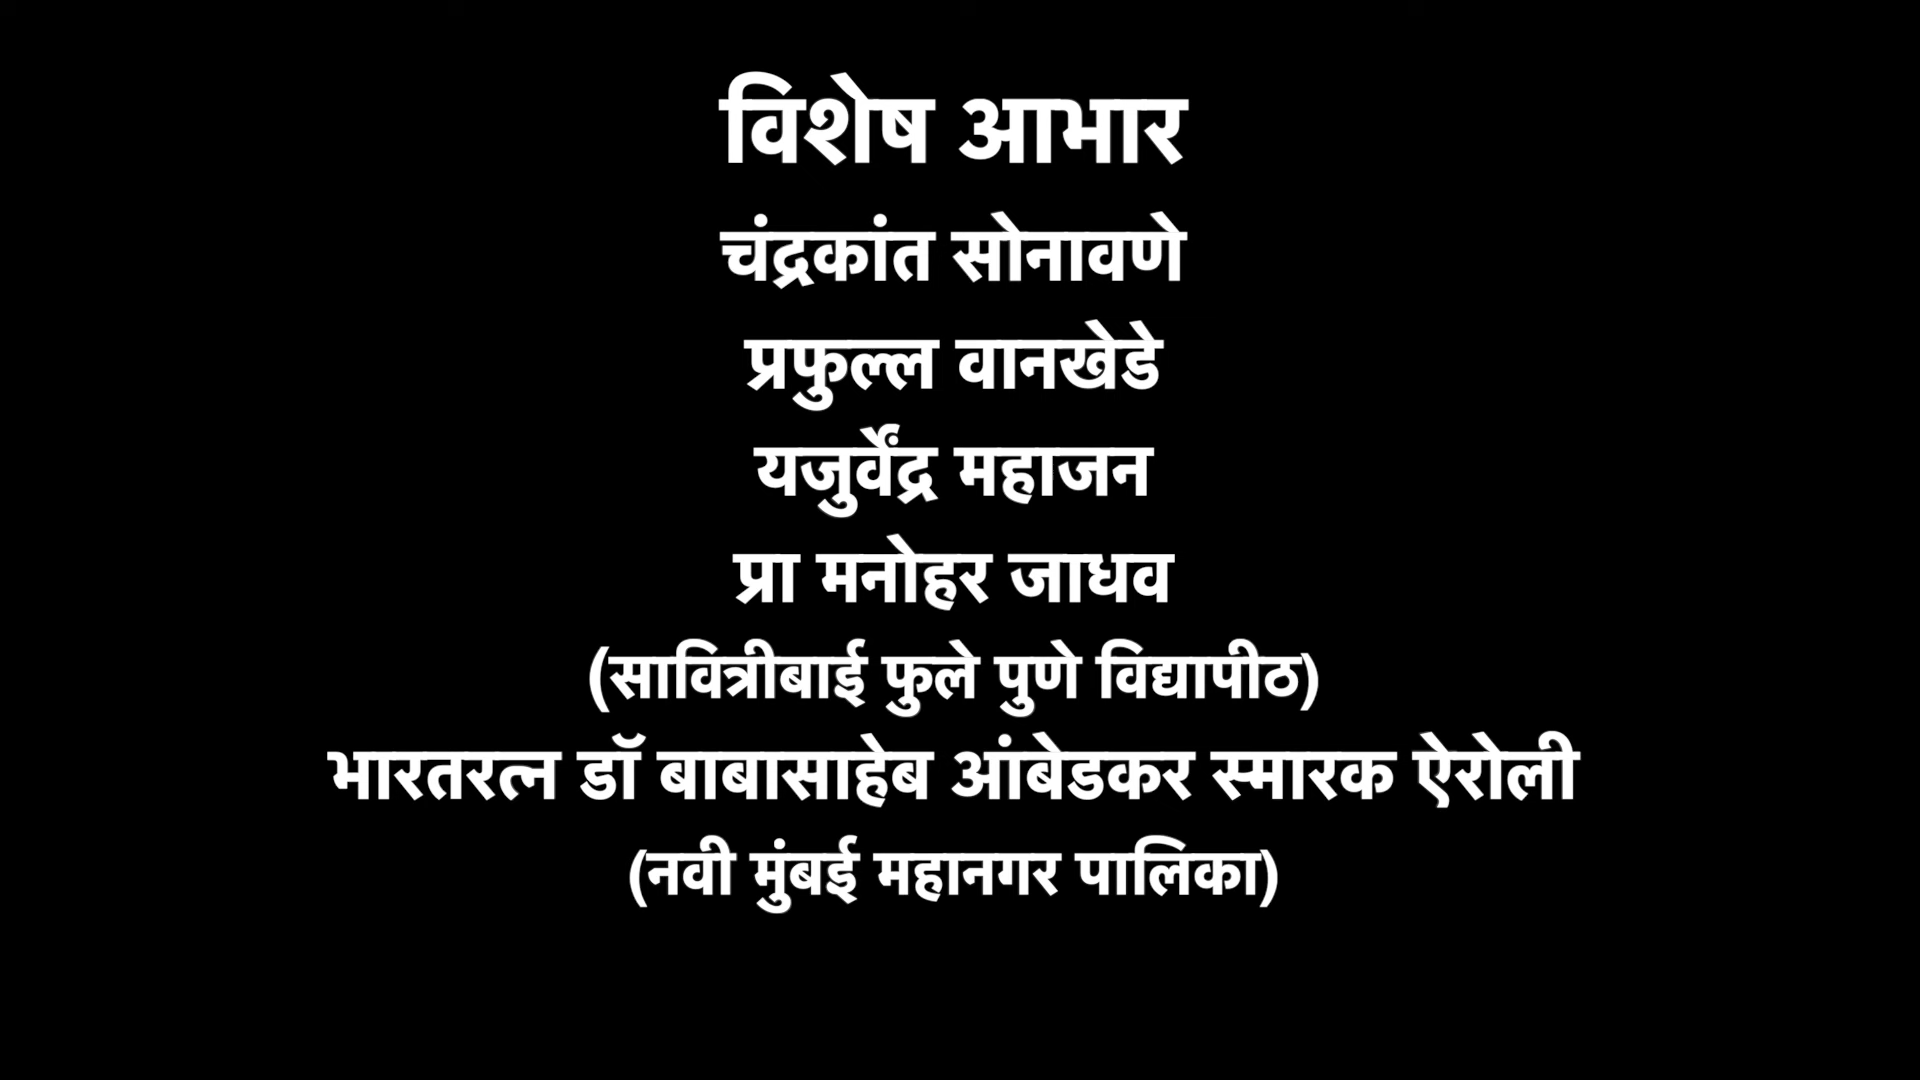 विशेष आभार
चंद्रकांत सोनावणे
प्रफुल्ल वानखेडे
यजुर्वेंद्र महाजन
प्रा मनोहर जाधव
(सावित्रीबाई फुले पुणे विद्यापीठ)
भारतरत्न डॉ बाबासाहेब आंबेडकर स्मारक ऐरोली
(नवी मुंबई महानगर पालिका)